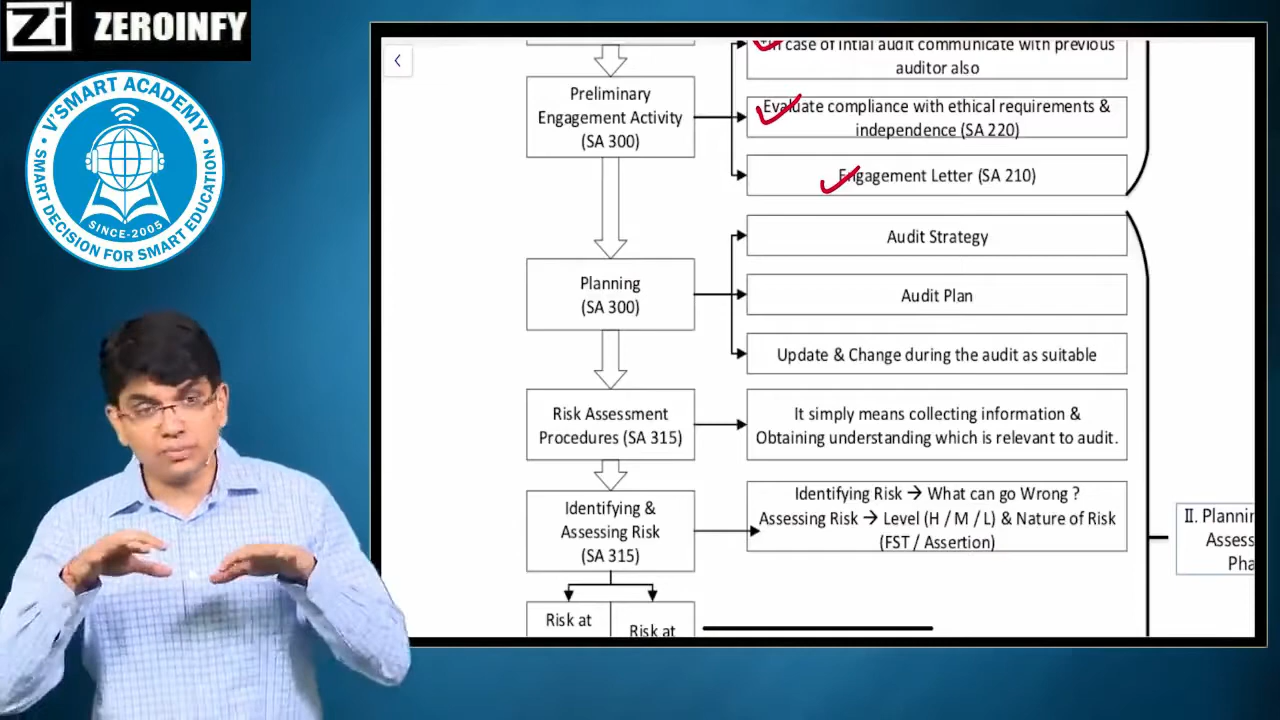 Zi ZEROINFY
V'SMART ACADEMY
SINCE-2005
SMART DECISION FOR SMART EDUCATION
case of intial audit communicate with previous
auditor also
Preliminary
Engagement Activity
(SA 300)
Evaluate compliance with ethical requirements &
independence (SA 220)
Engagement Letter (SA 210)
Planning
(SA 300)
Audit Strategy
Audit Plan
Update & Change during the audit as suitable
Risk Assessment
Procedures (SA 315)
It simply means collecting information &
Obtaining understanding which is relevant to audit.
Identifying &
Assessing Risk
(SA 315)
Identifying Risk → What can go Wrong ?
Assessing Risk → Level (H / M / L) & Nature of Risk
(FST / Assertion)
II. Plannin
Assess
Pha
Risk at
Risk at